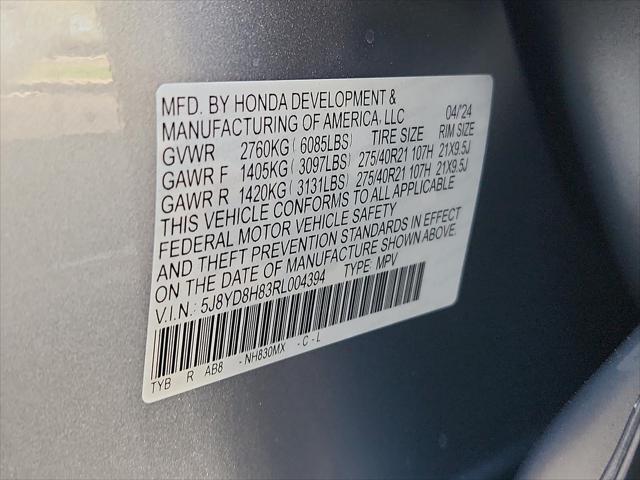 MFD. BY HONDA DEVELOPMENT &
MANUFACTURING OF AMERICA, LLC 04/'24
GVWR 2760KG ( 6085LBS) TIRE SIZE RIM SIZE
GAWR F 1405KG ( 3097LBS) 275/40R21 107H 21X9.5J
GAWR R 1420KG ( 3131LBS) 275/40R21 107H 21X9.5J
THIS VEHICLE CONFORMS TO ALL APPLICABLE
FEDERAL MOTOR VEHICLE SAFETY
AND THEFT PREVENTION STANDARDS IN EFFECT
ON THE DATE OF MANUFACTURE SHOWN ABOVE.
V.I.N.: 5J8YD8H83RL004394 TYPE: MPV
TYB R AB8 - NH830MX - C - L